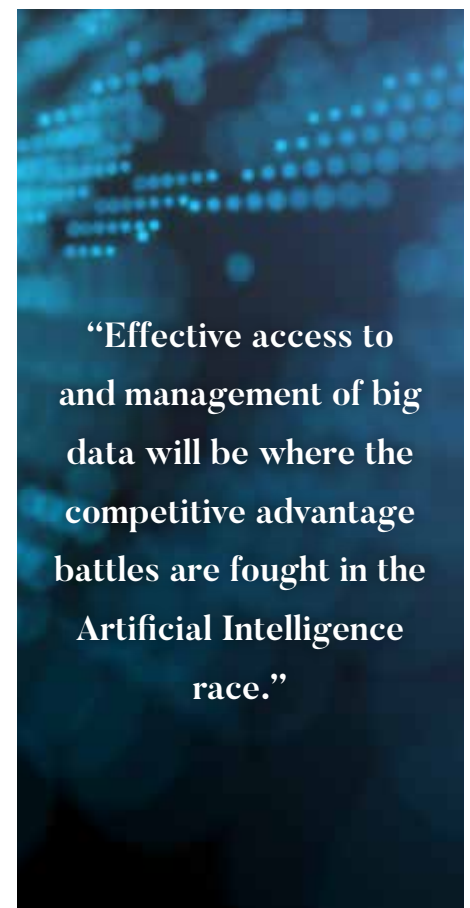 “Effective access to
and management of big
data will be where the
competitive advantage
battles are fought in the
Artificial Intelligence
race.”